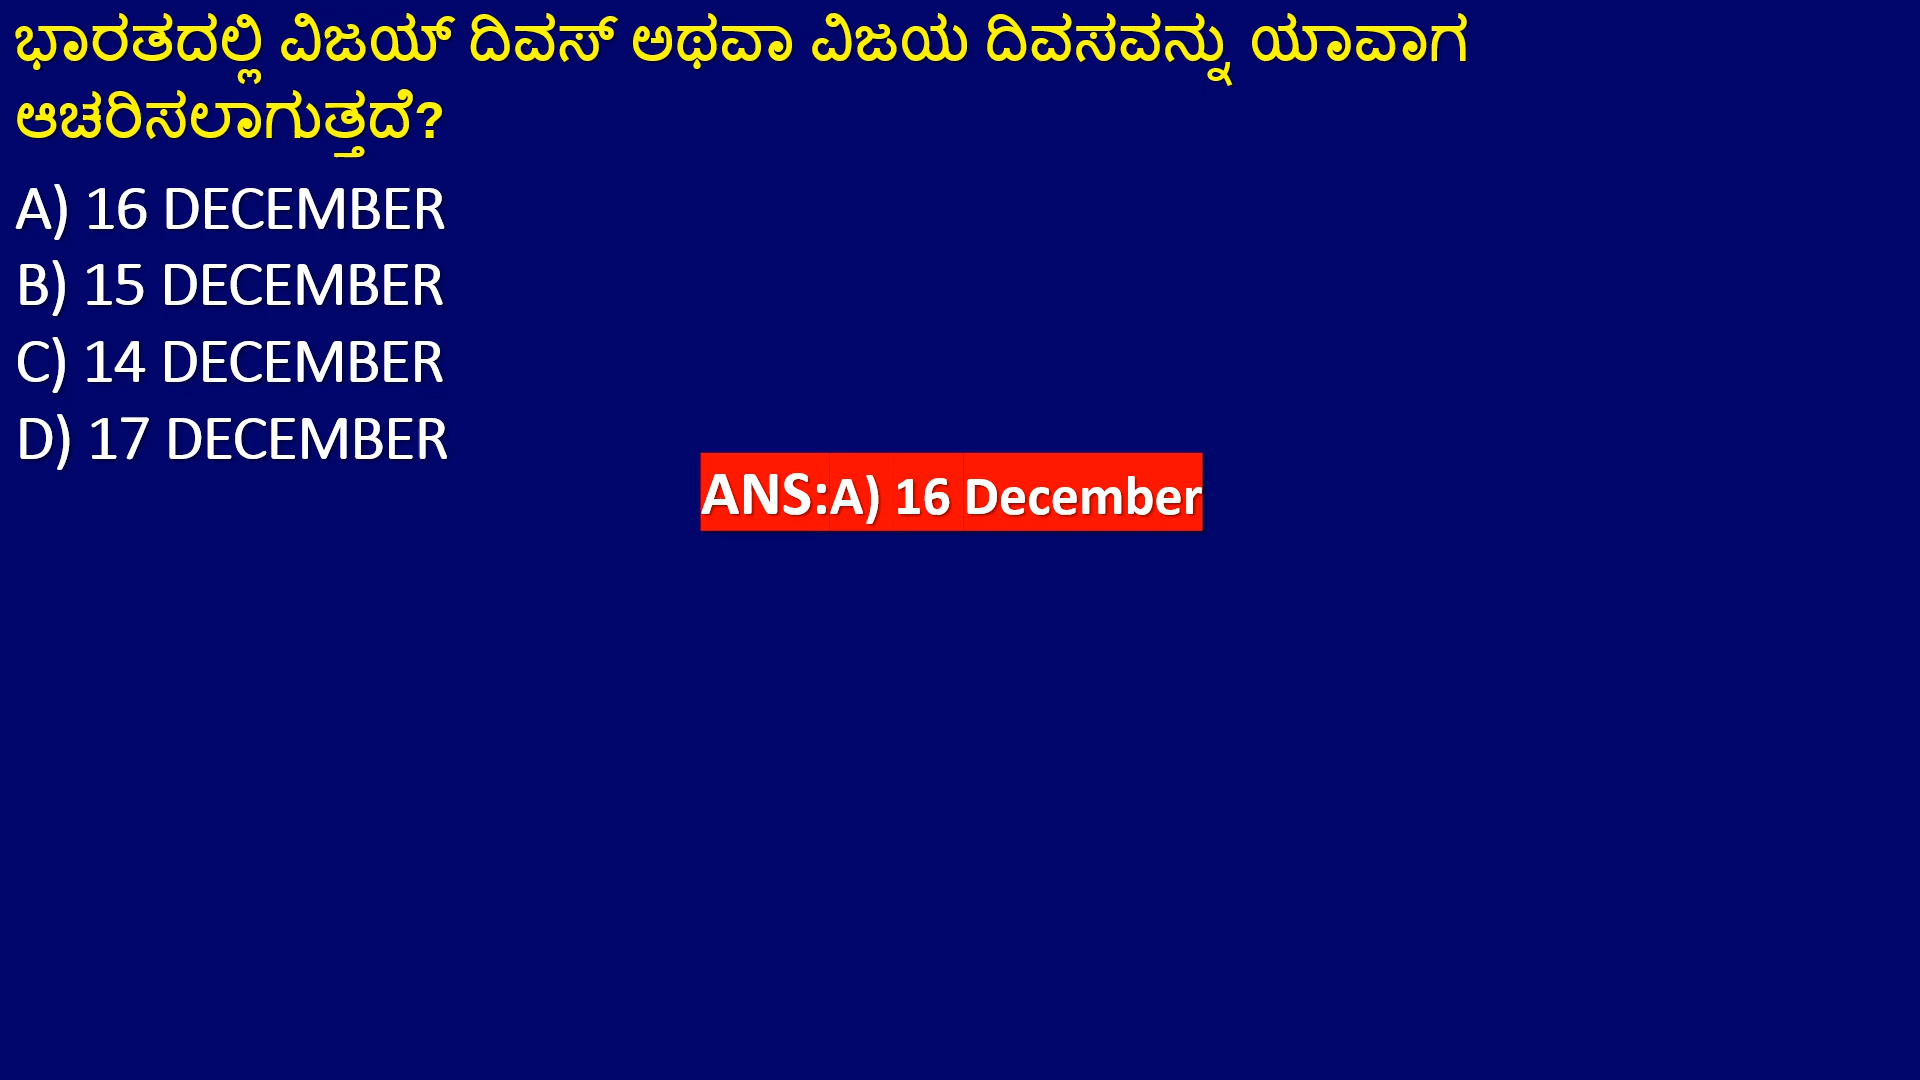 ಭಾರತದಲ್ಲಿ ವಿಜಯ್ ದಿವಸ್ ಅಥವಾ ವಿಜಯ ದಿವಸವನ್ನು ಯಾವಾಗ
ಆಚರಿಸಲಾಗುತ್ತದೆ?
A) 16 DECEMBER
B) 15 DECEMBER
C) 14 DECEMBER
D) 17 DECEMBER
ANS:A) 16 December